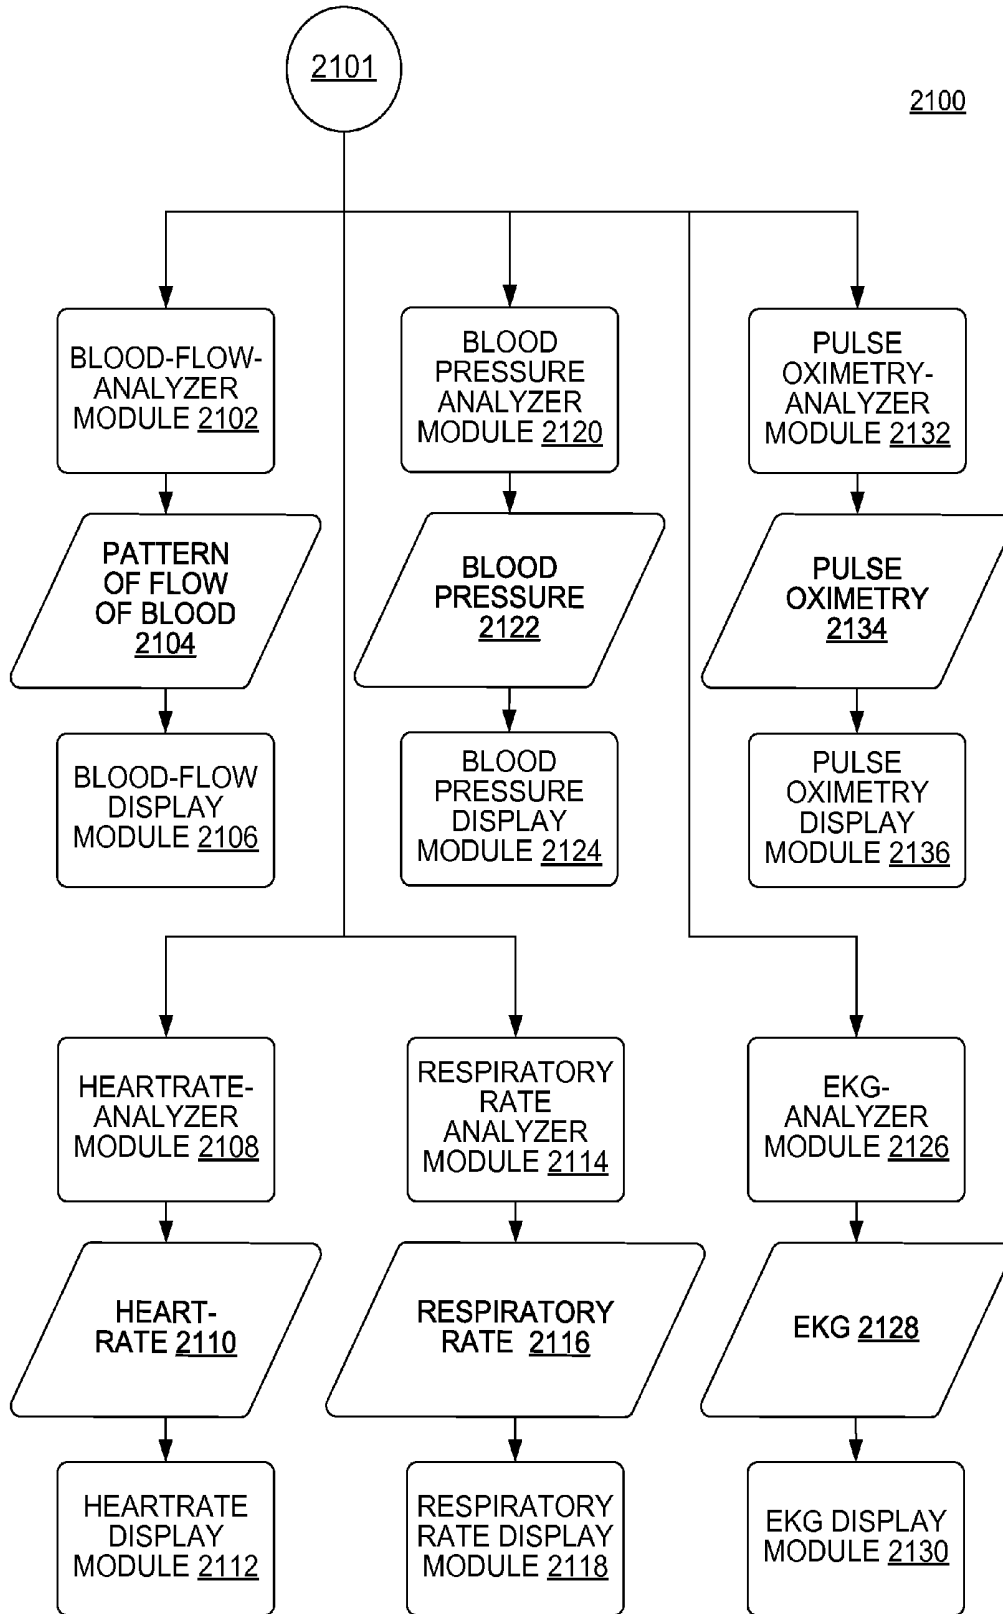 2101
2100
BLOOD-FLOW-
ANALYZER
MODULE 2102
BLOOD
PRESSURE
ANALYZER
MODULE 2120
PULSE
OXIMETRY-
ANALYZER
MODULE 2132
PATTERN
OF FLOW
OF BLOOD
2104
BLOOD
PRESSURE
2122
PULSE
OXIMETRY
2134
BLOOD-FLOW
DISPLAY
MODULE 2106
BLOOD
PRESSURE
DISPLAY
MODULE 2124
PULSE
OXIMETRY
DISPLAY
MODULE 2136
HEARTRATE-
ANALYZER
MODULE 2108
RESPIRATORY
RATE
ANALYZER
MODULE 2114
EKG-
ANALYZER
MODULE 2126
HEART-
RATE 2110
RESPIRATORY
RATE 2116
EKG 2128
HEARTRATE
DISPLAY
MODULE 2112
RESPIRATORY
RATE DISPLAY
MODULE 2118
EKG DISPLAY
MODULE 2130